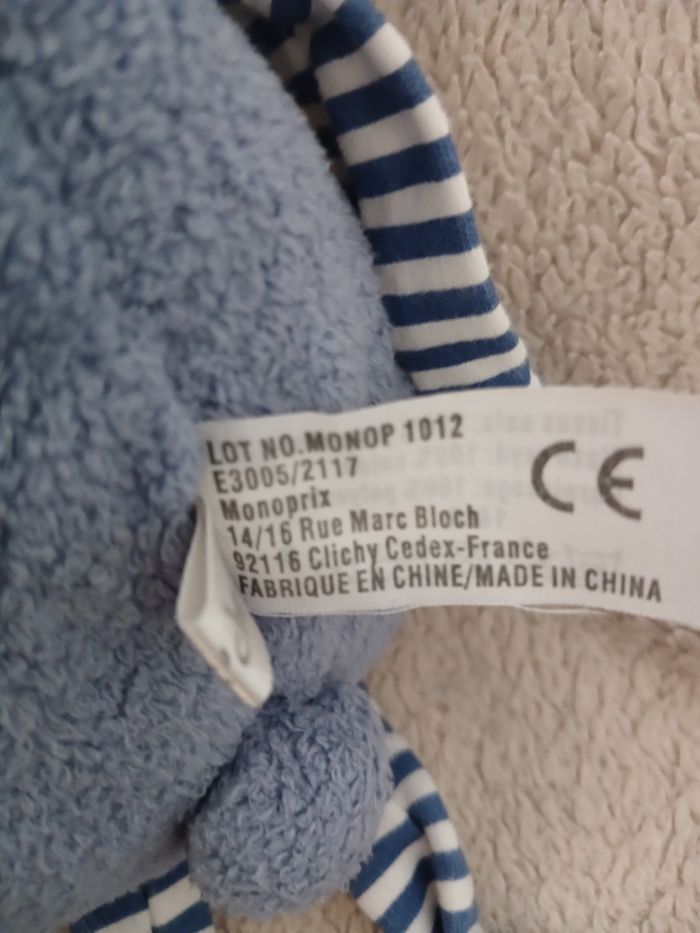 LOT NO.MONOP 1012
E3005/2117
Monoprix
14/16 Rue Marc Bloch
92116 Clichy Cedex-France
FABRIQUE EN CHINE/MADE IN CHINA
CE